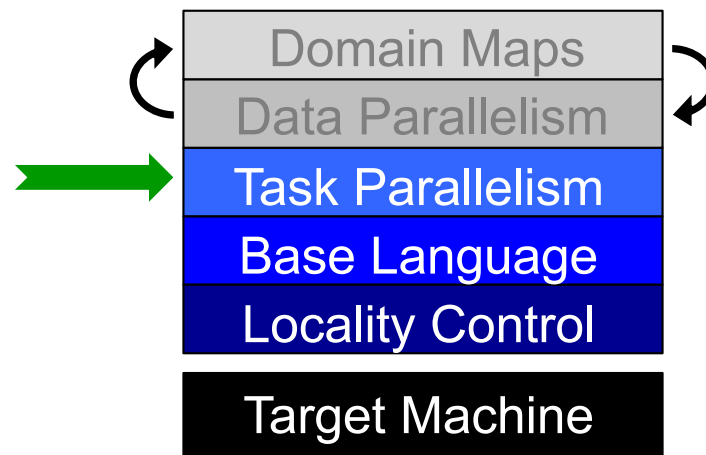 Domain Maps
Data Parallelism
Task Parallelism
Base Language
Locality Control
Target Machine